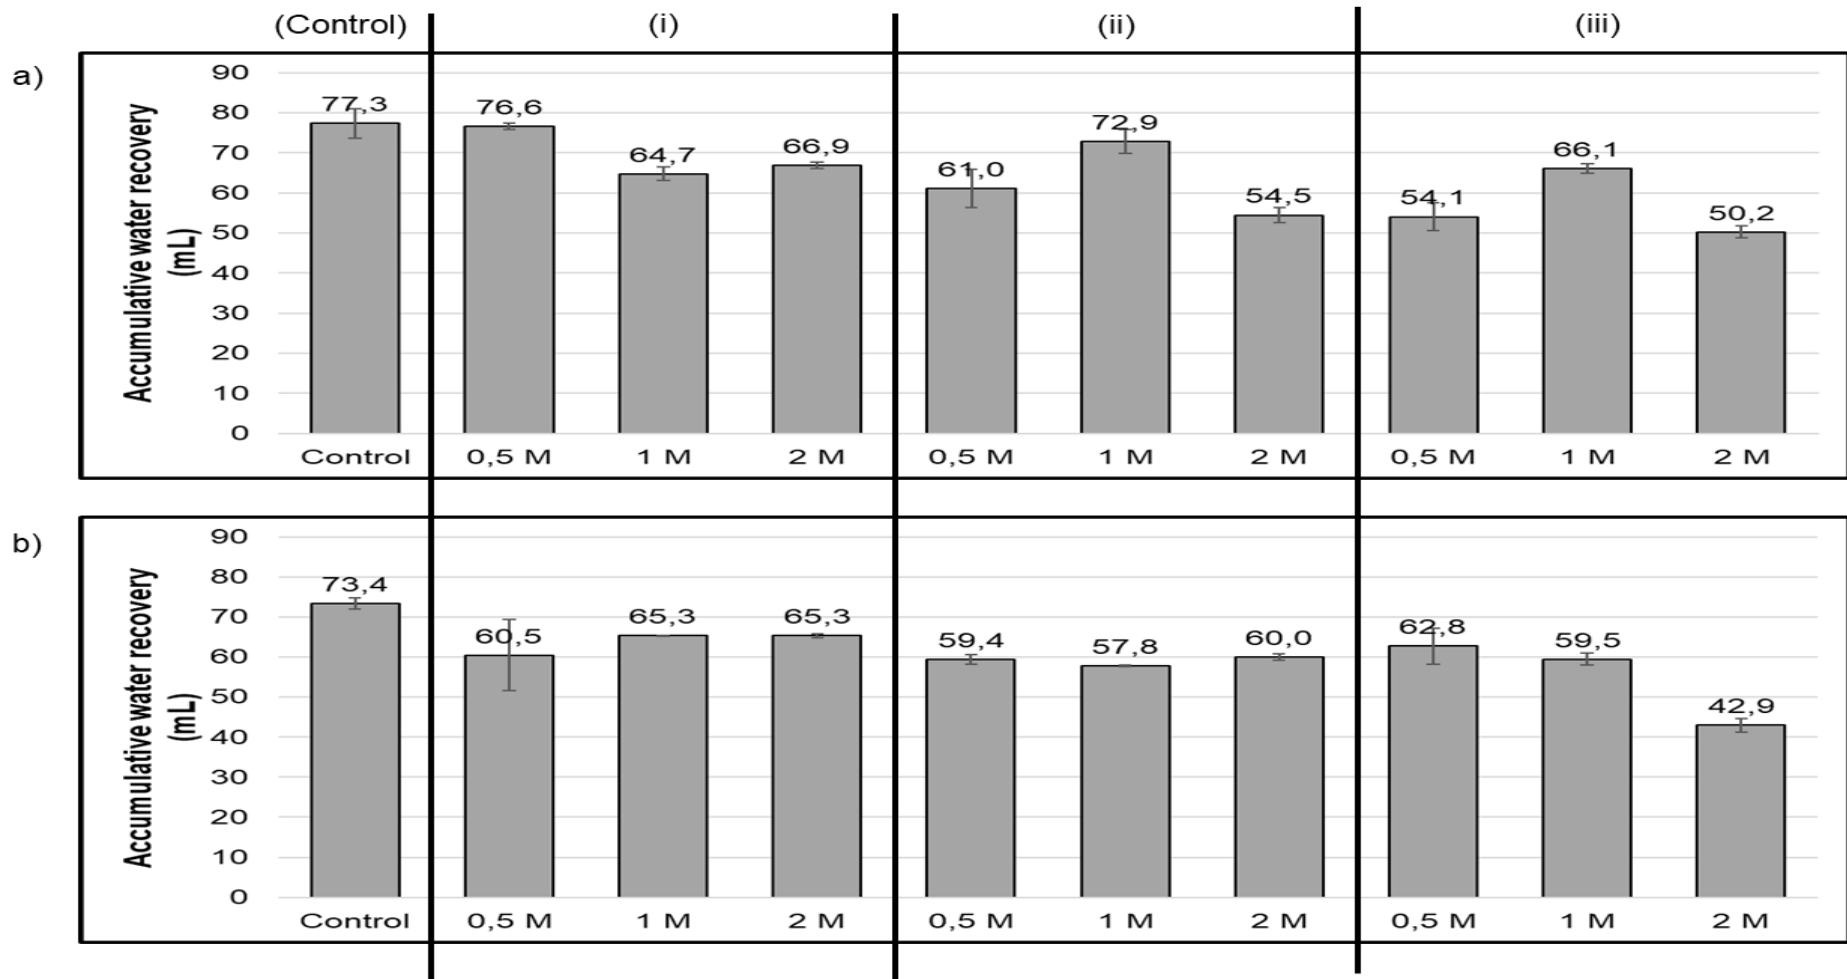 (Control) (i) (ii) (iii)
a)
Accumulative water recovery
(mL)
90
80
70
60
50
40
30
20
10
0
77,3 76,6 64,7 66,9 61,0 72,9 54,5 54,1 66,1 50,2
Control 0,5 M 1 M 2 M 0,5 M 1 M 2 M 0,5 M 1 M 2 M
b)
Accumulative water recovery
(mL)
90
80
70
60
50
40
30
20
10
0
73,4 60,5 65,3 65,3 59,4 57,8 60,0 62,8 59,5 42,9
Control 0,5 M 1 M 2 M 0,5 M 1 M 2 M 0,5 M 1 M 2 M